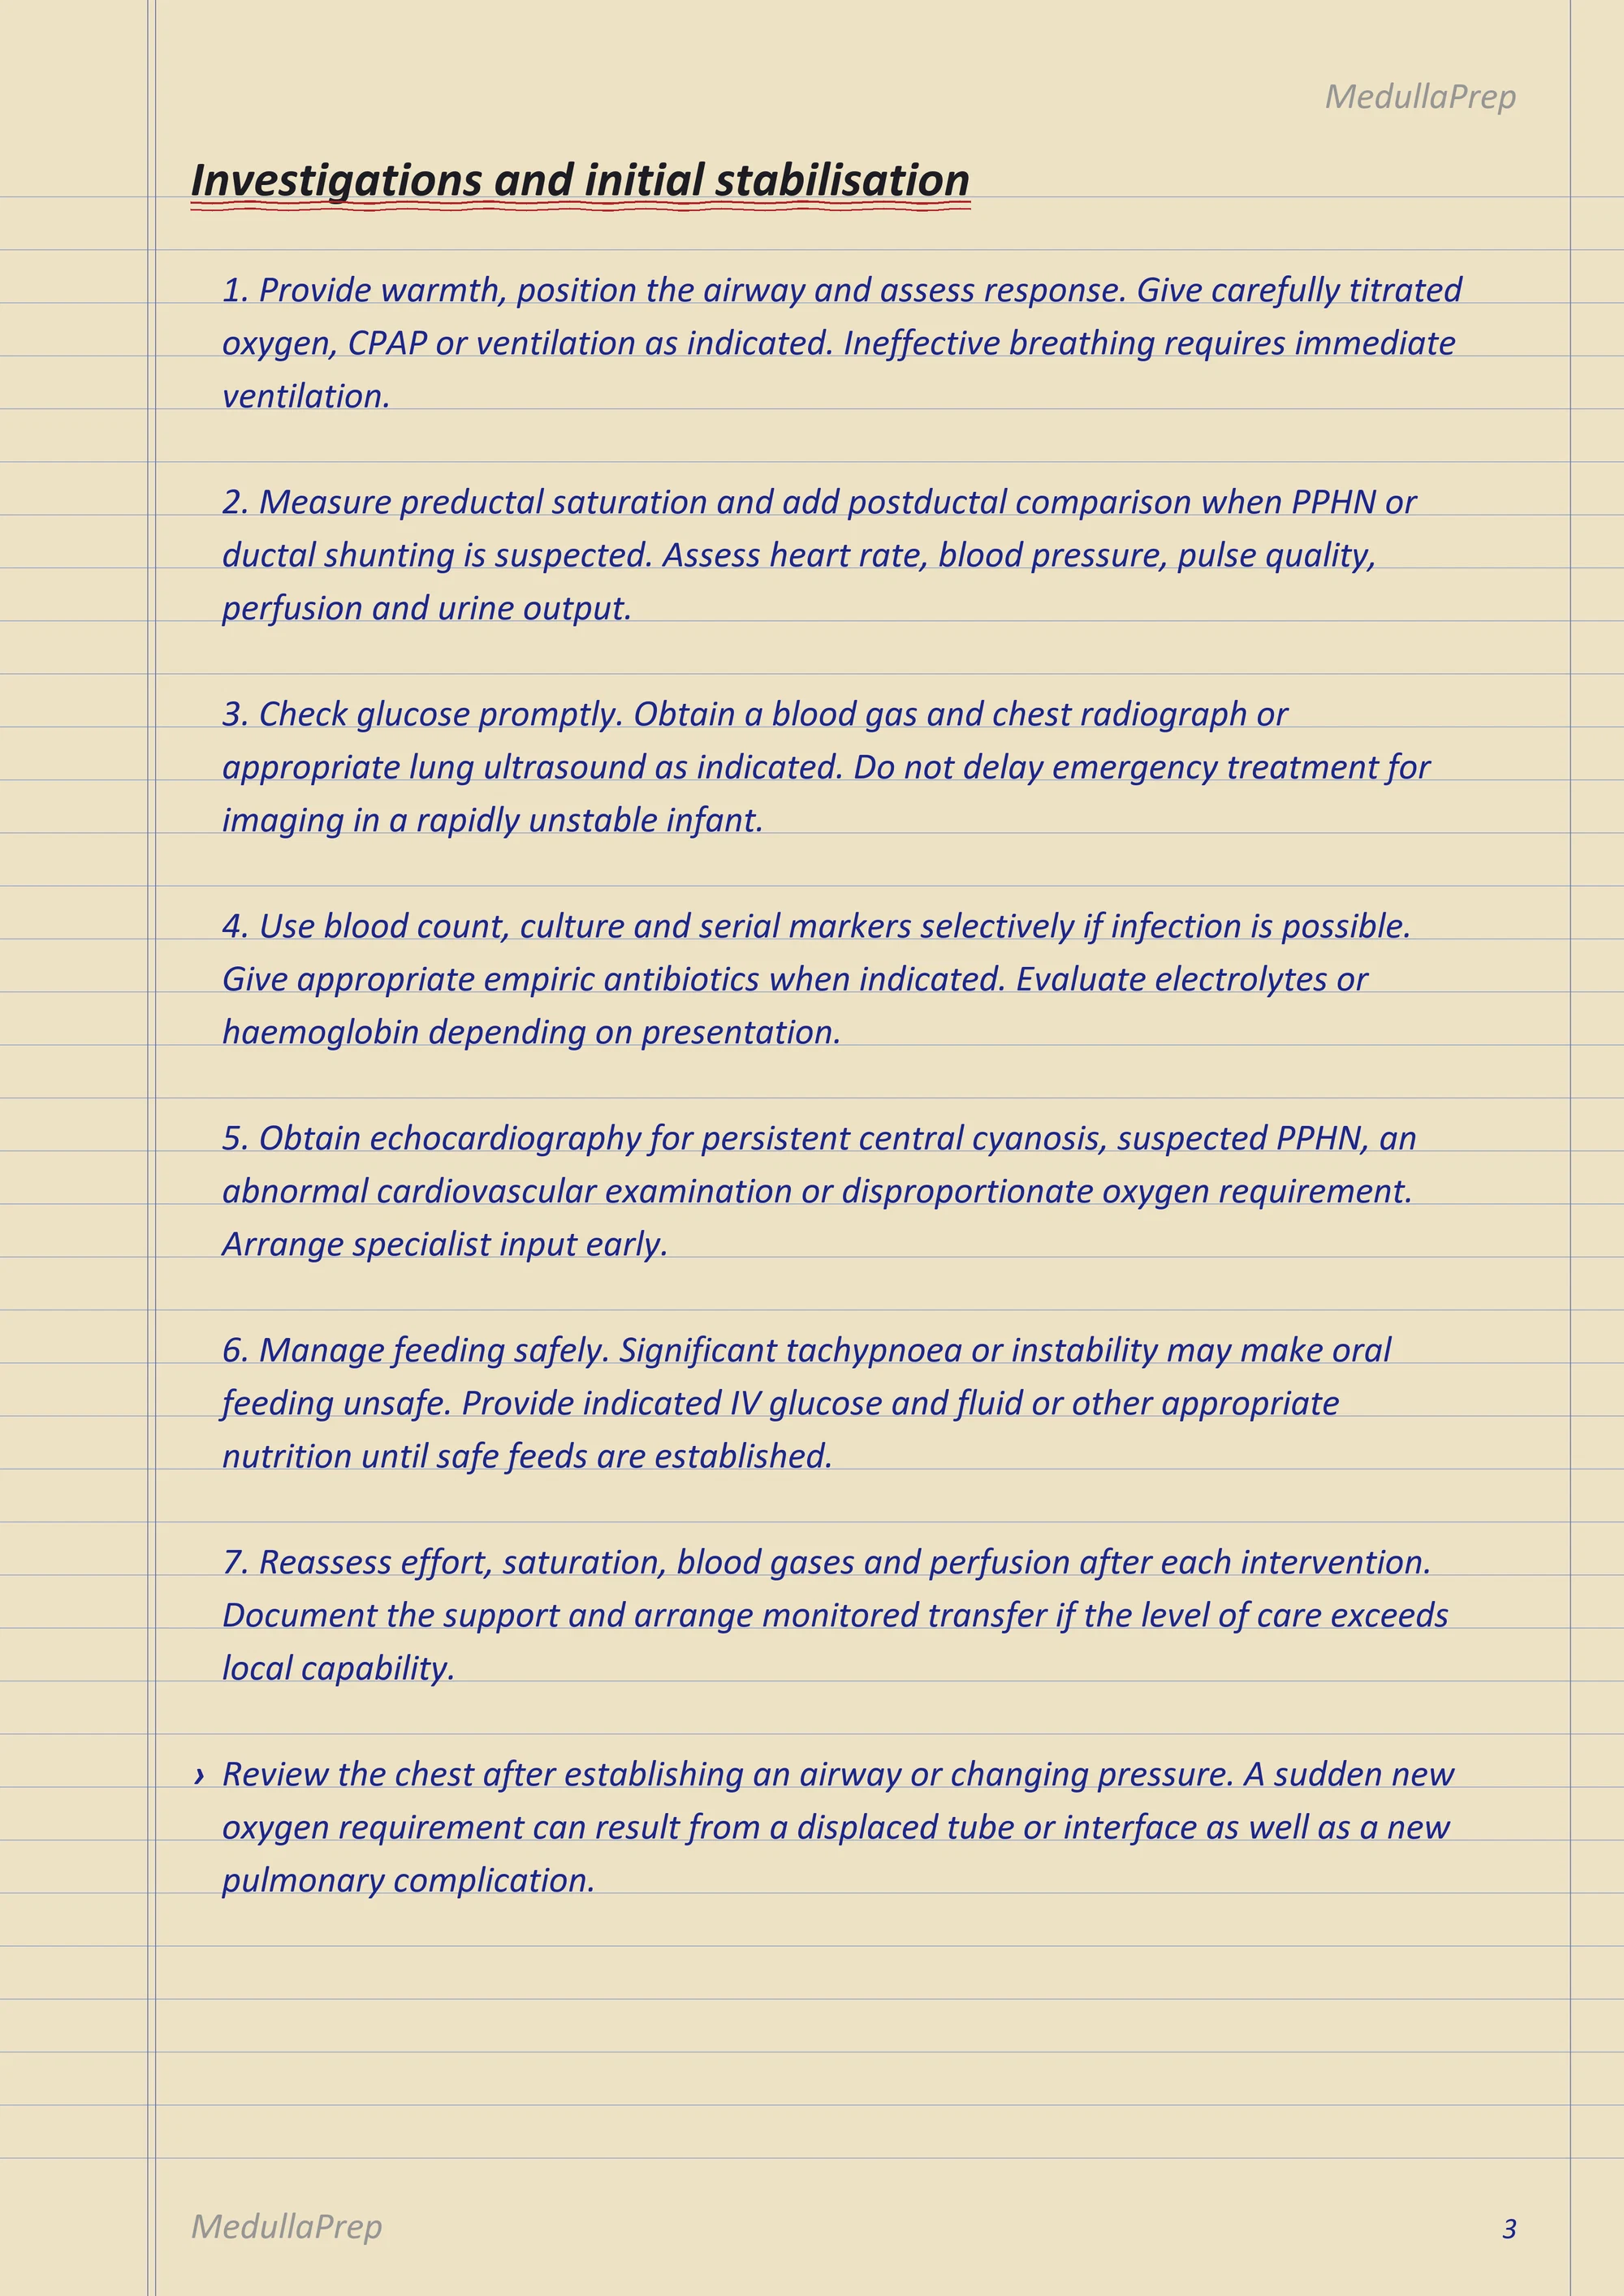 MedullaPrep
Investigations and initial stabilisation
1. Provide warmth, position the airway and assess response. Give carefully titrated
oxygen, CPAP or ventilation as indicated. Ineffective breathing requires immediate
ventilation.
2. Measure preductal saturation and add postductal comparison when PPHN or
ductal shunting is suspected. Assess heart rate, blood pressure, pulse quality,
perfusion and urine output.
3. Check glucose promptly. Obtain a blood gas and chest radiograph or
appropriate lung ultrasound as indicated. Do not delay emergency treatment for
imaging in a rapidly unstable infant.
4. Use blood count, culture and serial markers selectively if infection is possible.
Give appropriate empiric antibiotics when indicated. Evaluate electrolytes or
haemoglobin depending on presentation.
5. Obtain echocardiography for persistent central cyanosis, suspected PPHN, an
abnormal cardiovascular examination or disproportionate oxygen requirement.
Arrange specialist input early.
6. Manage feeding safely. Significant tachypnoea or instability may make oral
feeding unsafe. Provide indicated IV glucose and fluid or other appropriate
nutrition until safe feeds are established.
7. Reassess effort, saturation, blood gases and perfusion after each intervention.
Document the support and arrange monitored transfer if the level of care exceeds
local capability.
› Review the chest after establishing an airway or changing pressure. A sudden new
oxygen requirement can result from a displaced tube or interface as well as a new
pulmonary complication.
MedullaPrep
3